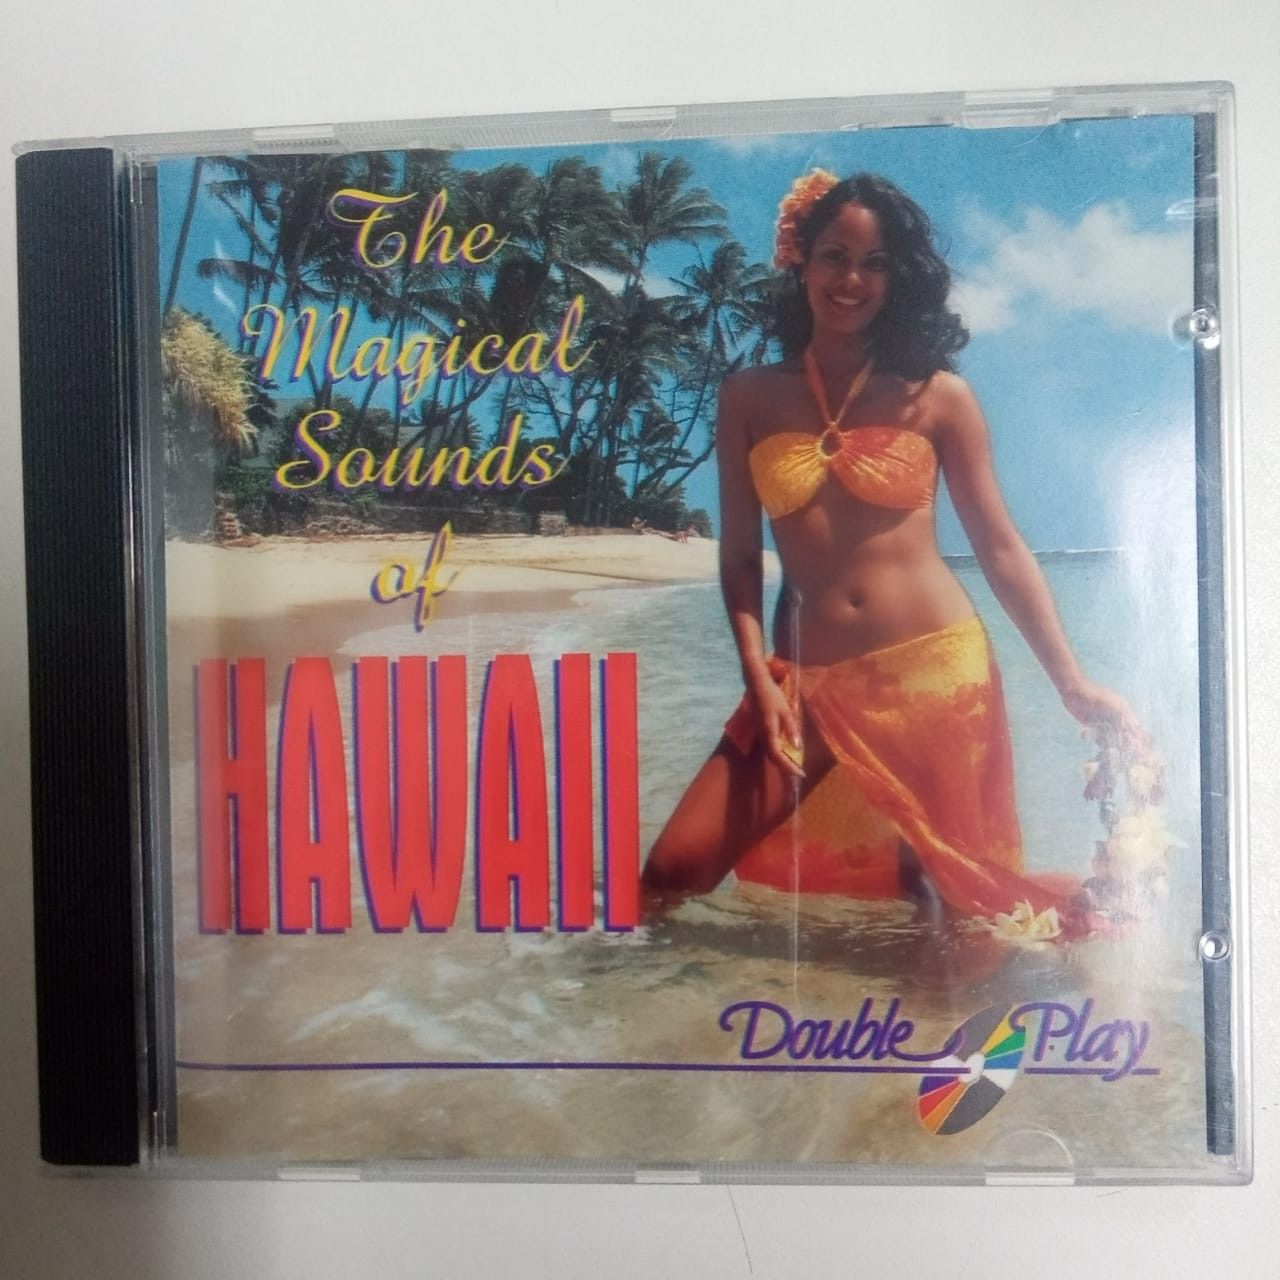 The
Magical
Sounds
of
HAWAII
Double Play